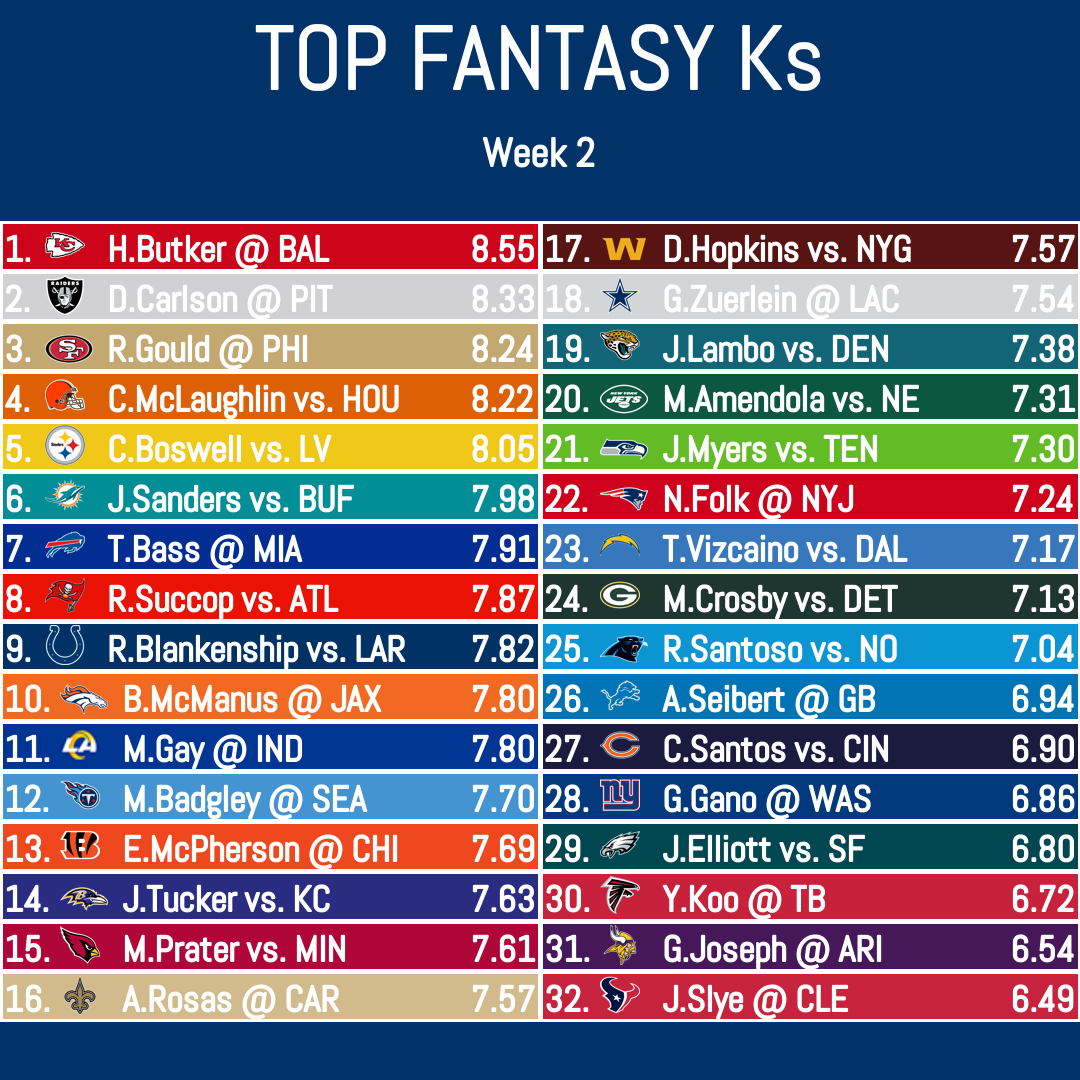 TOP FANTASY Ks
Week 2
1. H.Butker @ BAL 8.55
2. RAIDERS D.Carlson @ PIT 8.33
3. SF R.Gould @ PHI 8.24
4. C.McLaughlin vs. HOU 8.22
5. Steelers C.Boswell vs. LV 8.05
6. J.Sanders vs. BUF 7.98
7. T.Bass @ MIA 7.91
8. R.Succop vs. ATL 7.87
9. R.Blankenship vs. LAR 7.82
10. B.McManus @ JAX 7.80
11. LA M.Gay @ IND 7.80
12. T M.Badgley @ SEA 7.70
13. E.McPherson @ CHI 7.69
14. J.Tucker vs. KC 7.63
15. M.Prater vs. MIN 7.61
16. A.Rosas @ CAR 7.57
17. W D.Hopkins vs. NYG 7.57
18. G.Zuerlein @ LAC 7.54
19. J.Lambo vs. DEN 7.38
20. NEW YORK JETS M.Amendola vs. NE 7.31
21. J.Myers vs. TEN 7.30
22. N.Folk @ NYJ 7.24
23. T.Vizcaino vs. DAL 7.17
24. G M.Crosby vs. DET 7.13
25. R.Santoso vs. NO 7.04
26. A.Seibert @ GB 6.94
27. C C.Santos vs. CIN 6.90
28. ny G.Gano @ WAS 6.86
29. J.Elliott vs. SF 6.80
30. Y.Koo @ TB 6.72
31. G.Joseph @ ARI 6.54
32. J.Slye @ CLE 6.49